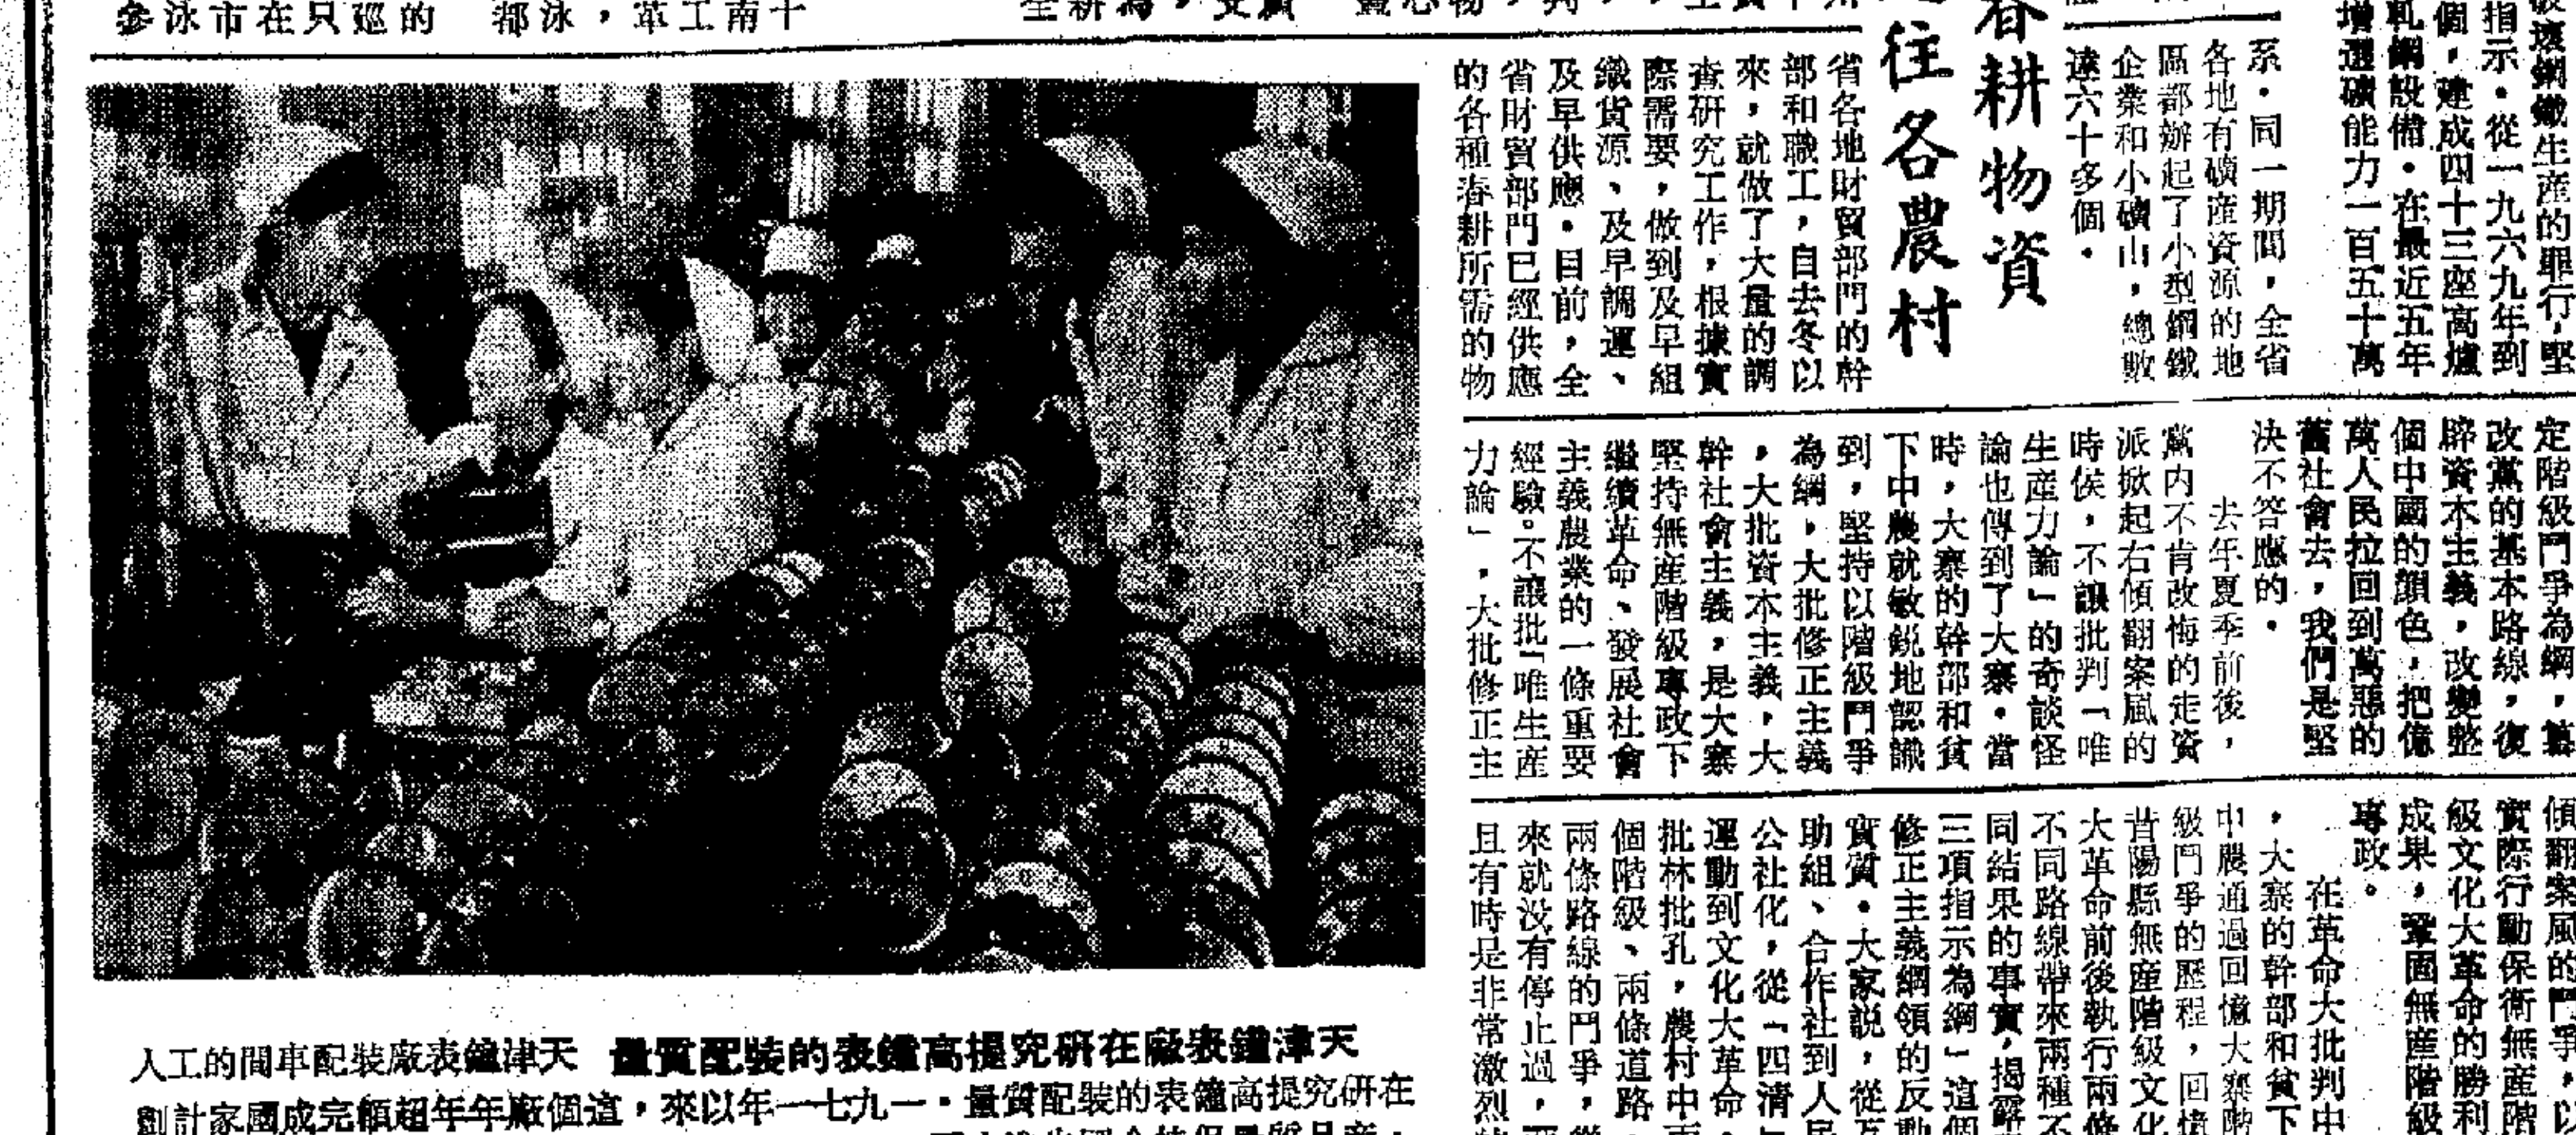 春耕物資
往各農村
增選礦能力一百五十萬
軋鋼設備・在最近五年
個，建成四十三座高爐
指示・從一九六九年到
破壞鋼鐵生產的罪行，堅
系・同一期間，全省
各地有礦產資源的地
區都辦起了小型鋼鐵
企業和小礦山，總數
達六十多個・
省各地財貿部門的幹
部和職工，自去冬以
來，就做了大量的調
查研究工作，根據實
際需要，做到及早組
織貨源、及早調運、
及早供應・目前，全
省財貿部門已經供應
的各種春耕所需的物
定階級鬥爭為綱，
改黨的基本路線，復
辟資本主義，改變整
個中國的顏色，把億
萬人民拉回到萬惡的
舊社會去，我們是堅
決不答應的・
去年夏季前後，
黨內不肯改悔的走資
派掀起右傾翻案風的
時候，不讓批判「唯
生產力論」的奇談怪
論也傳到了大寨・當
時，大寨的幹部和貧
下中農就敏銳地認識
到，堅持以階級鬥爭
為綱，大批修正主義
，大批資本主義，大
幹社會主義，是大寨
堅持無產階級專政下
繼續革命、發展社會
主義農業的一條重要
經驗。不讓批「唯生產
力論」，大批修正主
傾翻案風的鬥爭，以
實際行動保衛無產階
級文化大革命的勝利
成果，鞏固無產階級
專政。
在革命大批判中
，大寨的幹部和貧下
中農通過回憶大寨階
級鬥爭的歷程，回憶
昔陽縣無產階級文化
大革命前後執行兩條
不同路線帶來兩種不
同結果的事實，揭露
三項指示為綱」這個
修正主義綱領的反動
實質・大家說，從互
助組、合作社到人民
公社化，從「四清」
運動到文化大革命，
批林批孔，農村中兩
個階級、兩條道路、
兩條路線的鬥爭，從
來就没有停止過，而
且有時是非常激烈
量質配裝的表鐘高提究研在廠表鐘津天
人工的間車配裝廠表鐘津天
在研究提高鐘表的裝配質量・一九七一年以來，這個廠年年超額完成國家計劃
參泳市在只巡的
都泳，革工南十